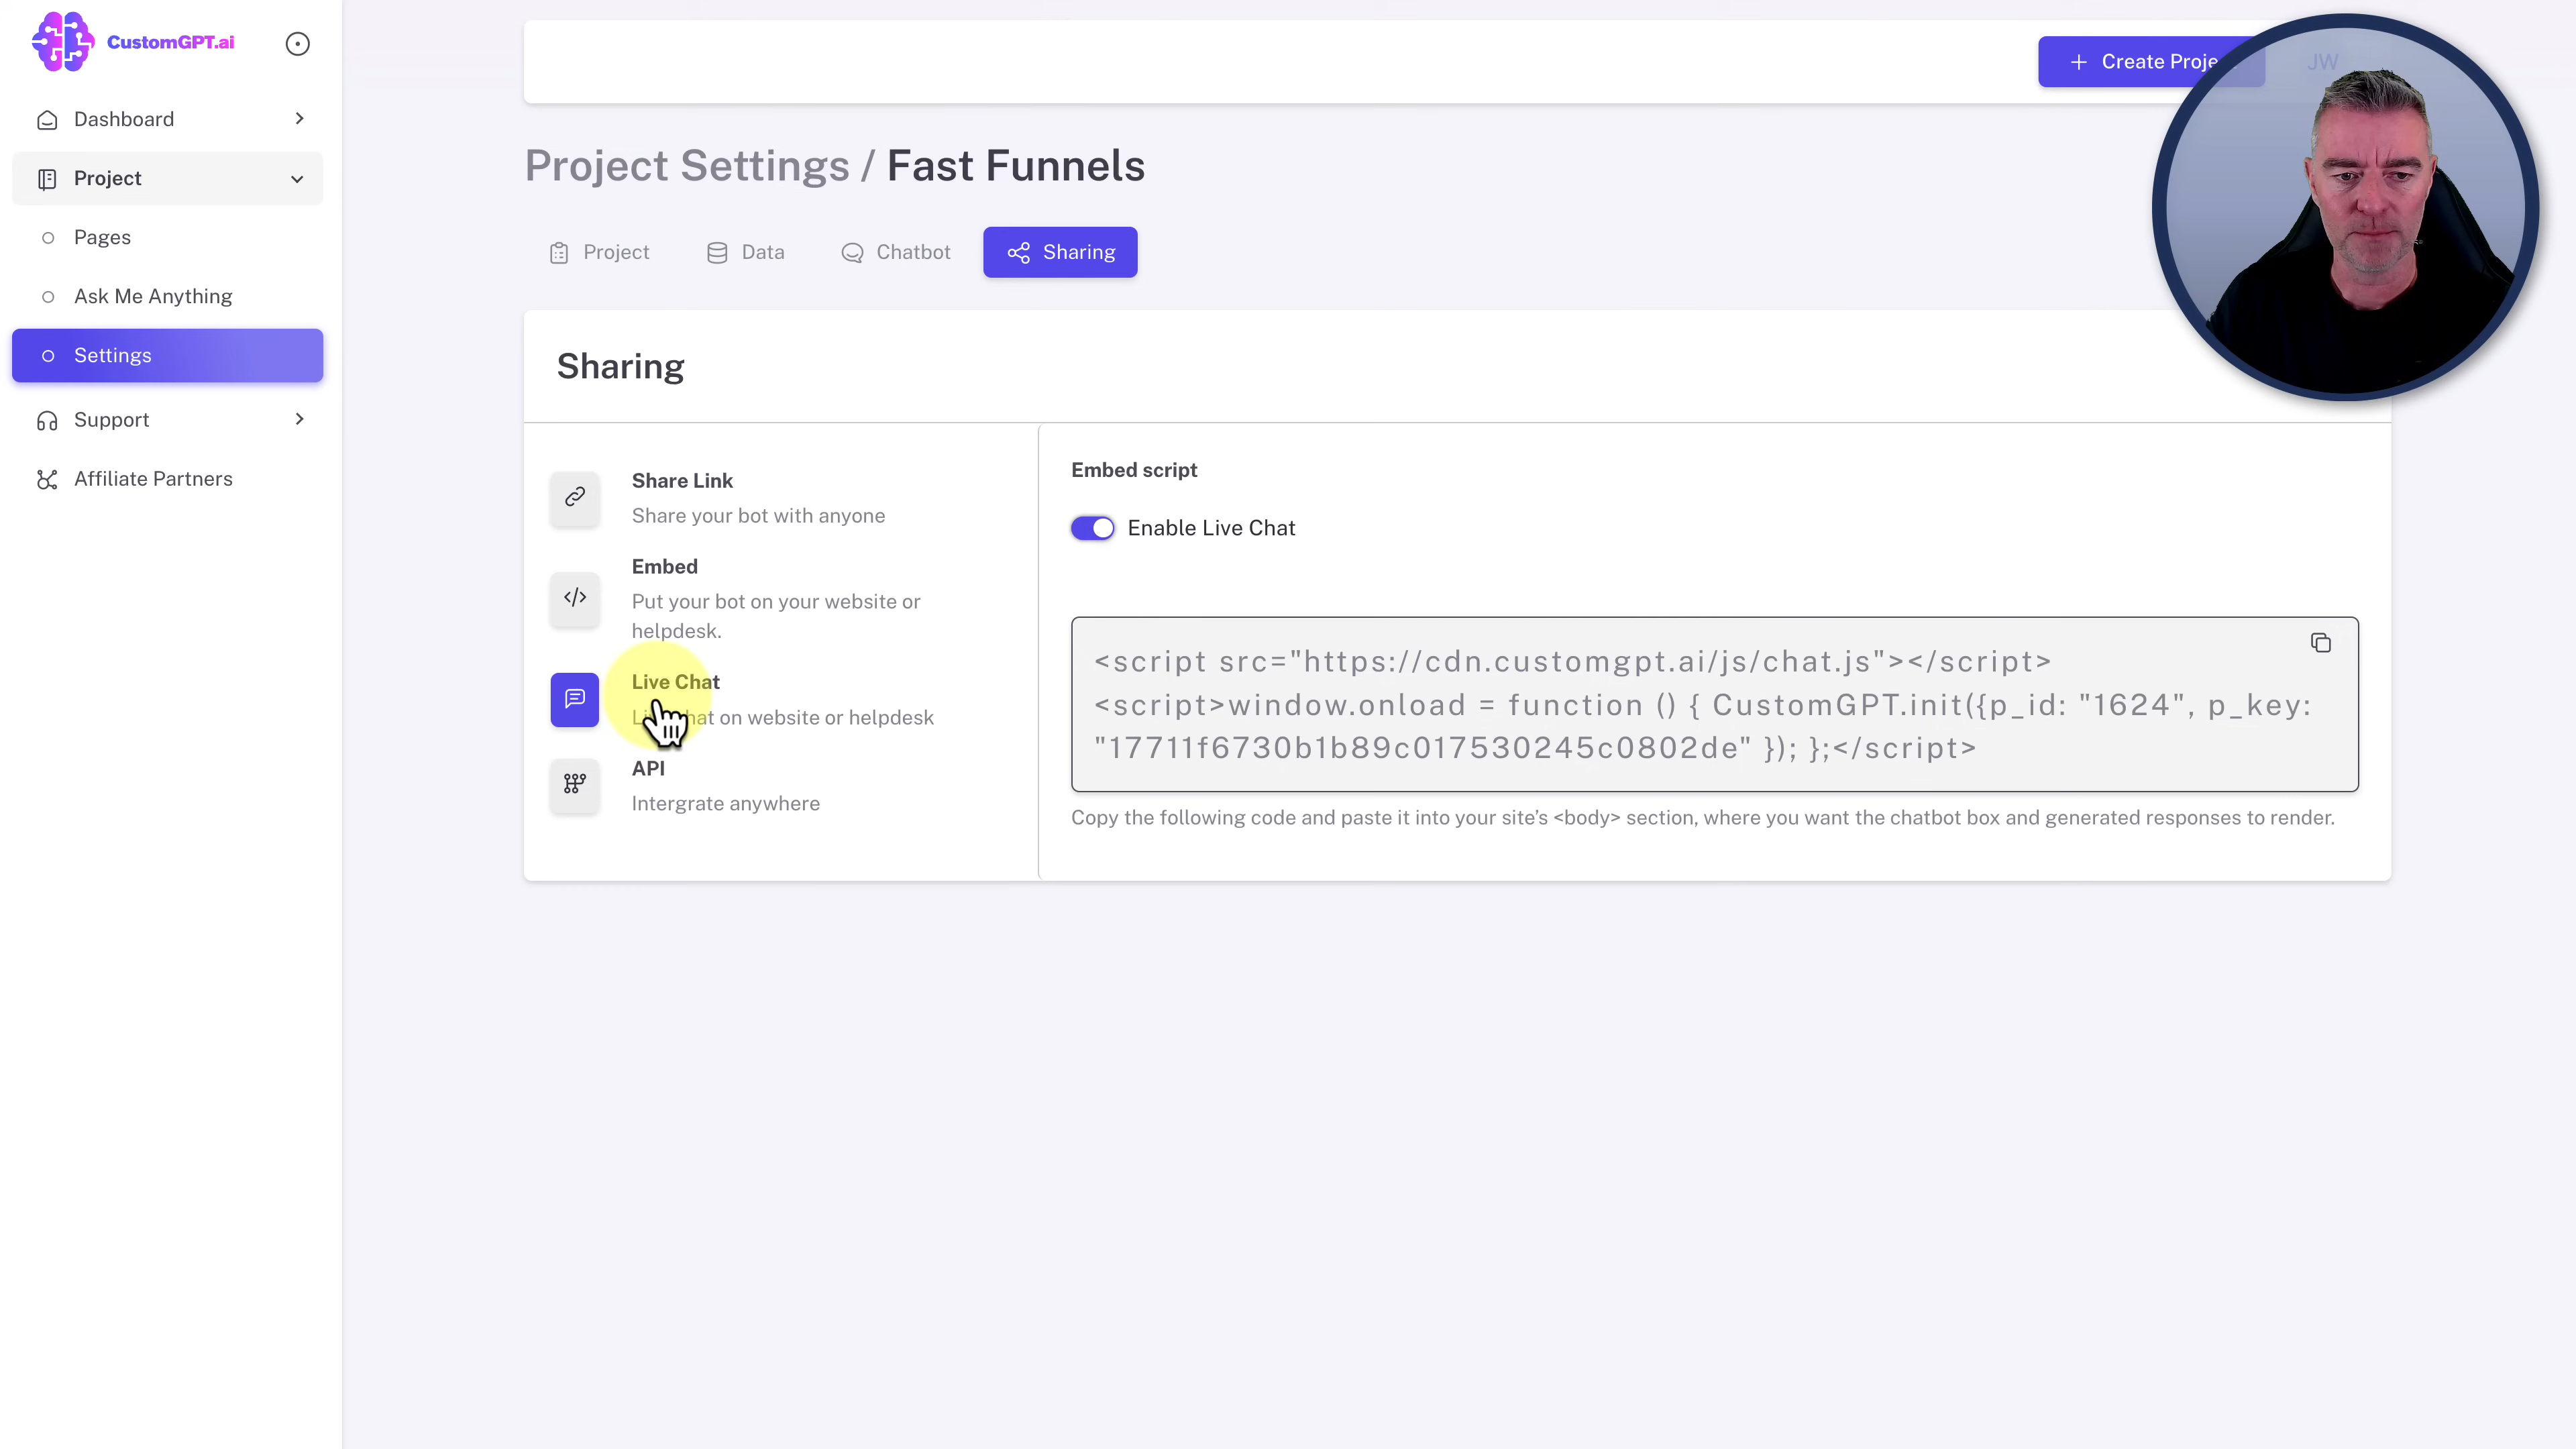 CustomGPT.ai
Dashboard
Project
Pages
Ask Me Anything
Settings
Support
Affiliate Partners
+ Create Proje
JW
Project Settings / Fast Funnels
Project
Data
Chatbot
Sharing
Sharing
Share Link
Share your bot with anyone
Embed
Put your bot on your website or
helpdesk.
Live Chat
chat on website or helpdesk
API
Intergrate anywhere
Embed script
Enable Live Chat
<script src="https://cdn.customgpt.ai/js/chat.js"></script>
<script>window.onload = function () { CustomGPT.init({p_id: "1624", p_key:
"17711f6730b1b89c017530245c0802de" }); };</script>
Copy the following code and paste it into your site’s <body> section, where you want the chatbot box and generated responses to render.